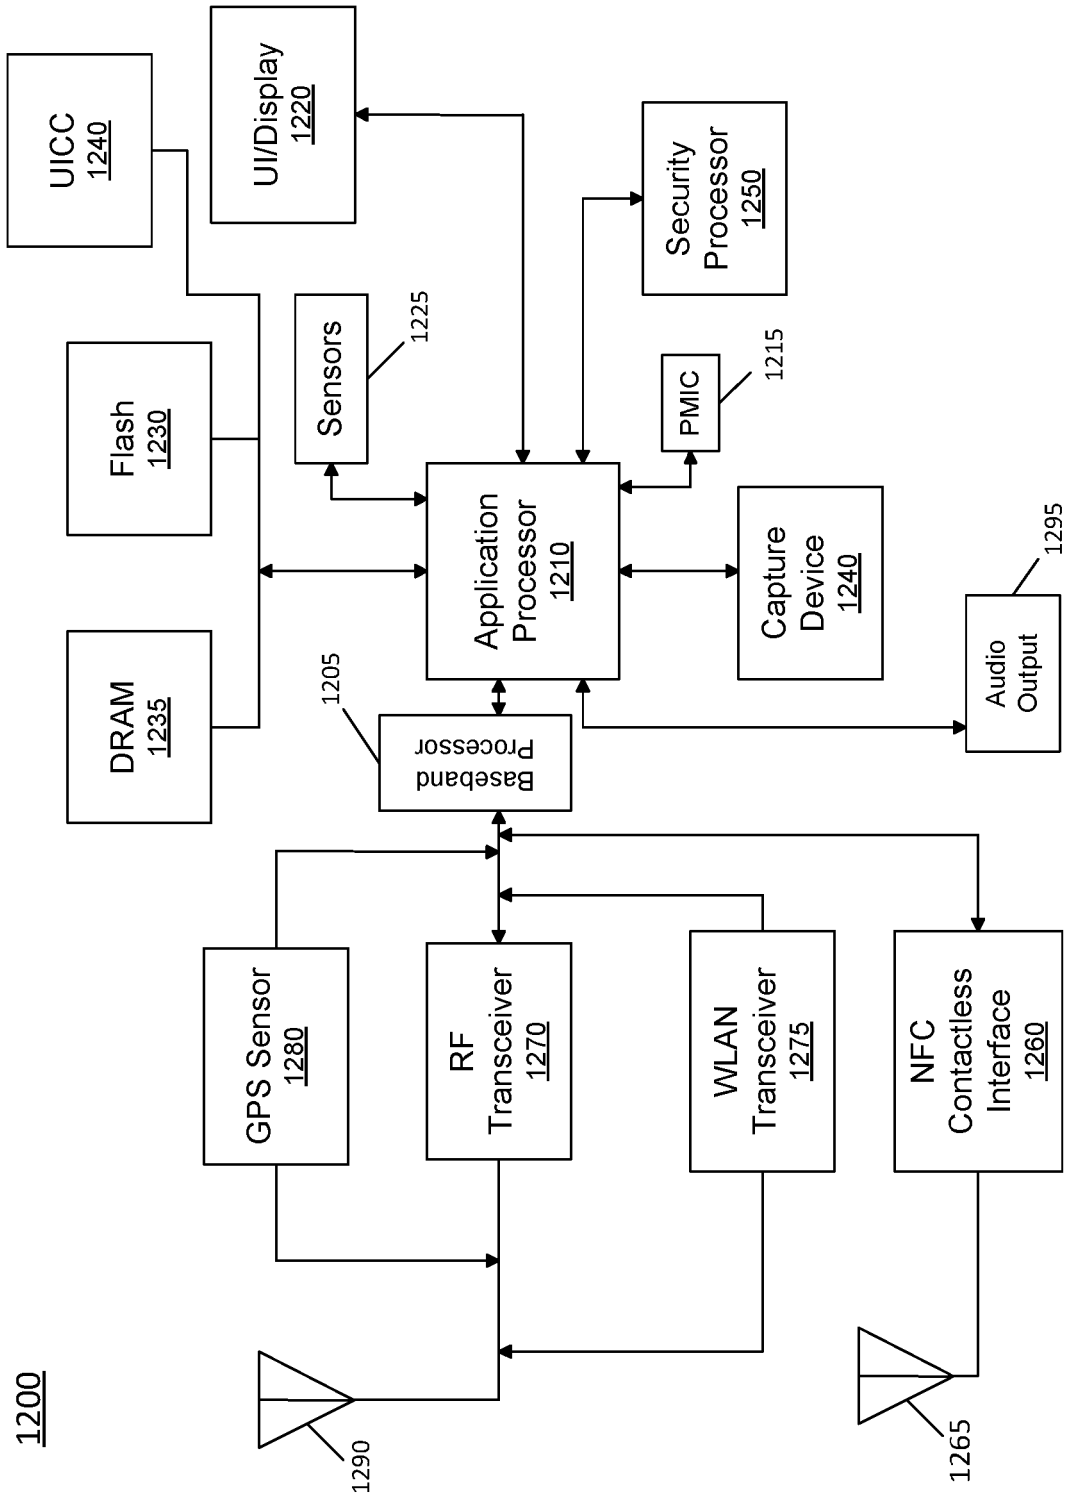 1200
UICC
1240
UI/Display
1220
Flash
1230
Sensors
1225
Security
Processor
1250
DRAM
1235
Application
Processor
1210
PMIC
1215
Baseband
Processor
1205
Capture
Device
1240
Audio
Output
1295
GPS Sensor
1280
RF
Transceiver
1270
WLAN
Transceiver
1275
NFC
Contactless
Interface
1260
1290
1265